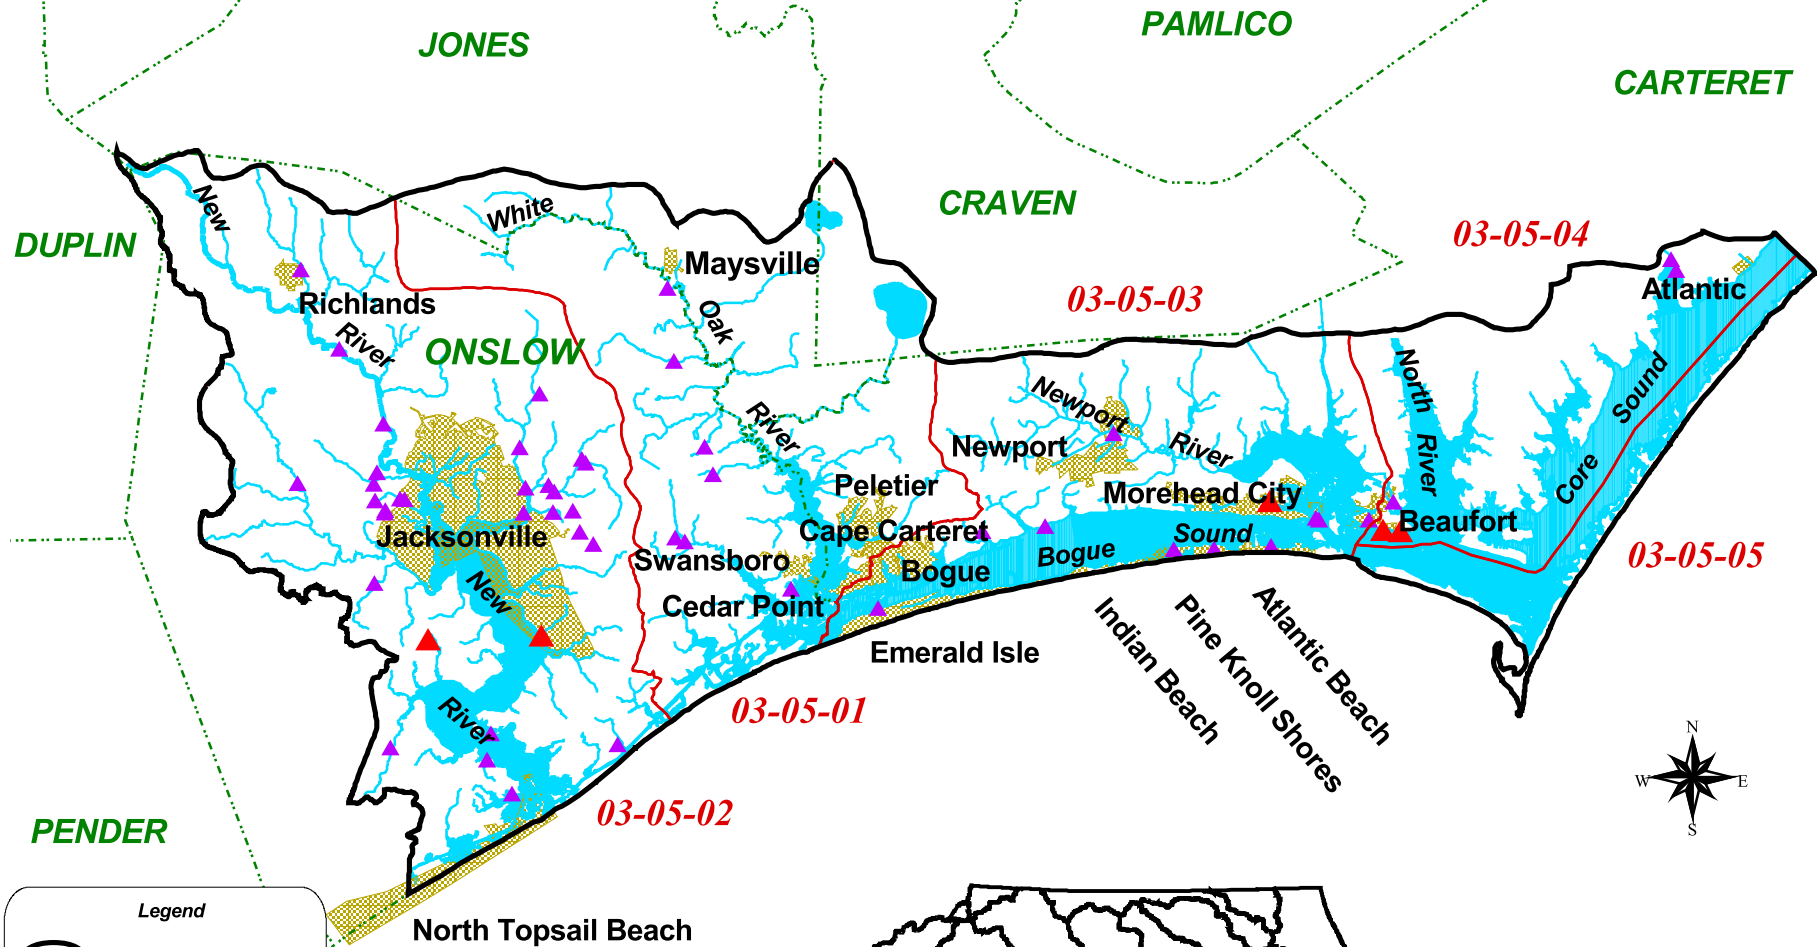 JONES
PAMLICO
CARTERET
New
White
CRAVEN
03-05-04
DUPLIN
Maysville
Atlantic
Richlands
03-05-03
Oak
River
ONSLOW
North
Sound
Newport
River
Newport
River
River
Core
Peletier
Morehead City
Beaufort
Jacksonville
Cape Carteret
Sound
Swansboro
Bogue
Bogue
03-05-05
New
Cedar Point
Emerald Isle
Indian Beach
Pine Knoll Shores
Atlantic Beach
River
03-05-01
N
W
E
S
03-05-02
PENDER
Legend
North Topsail Beach